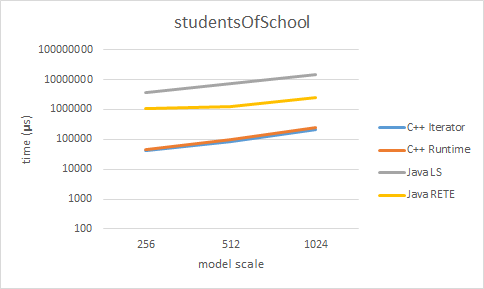 studentsOfSchool
100000000
10000000
1000000
100000
10000
1000
100
time (μs)
256 512 1024
model scale
C++ Iterator
C++ Runtime
Java LS
Java RETE